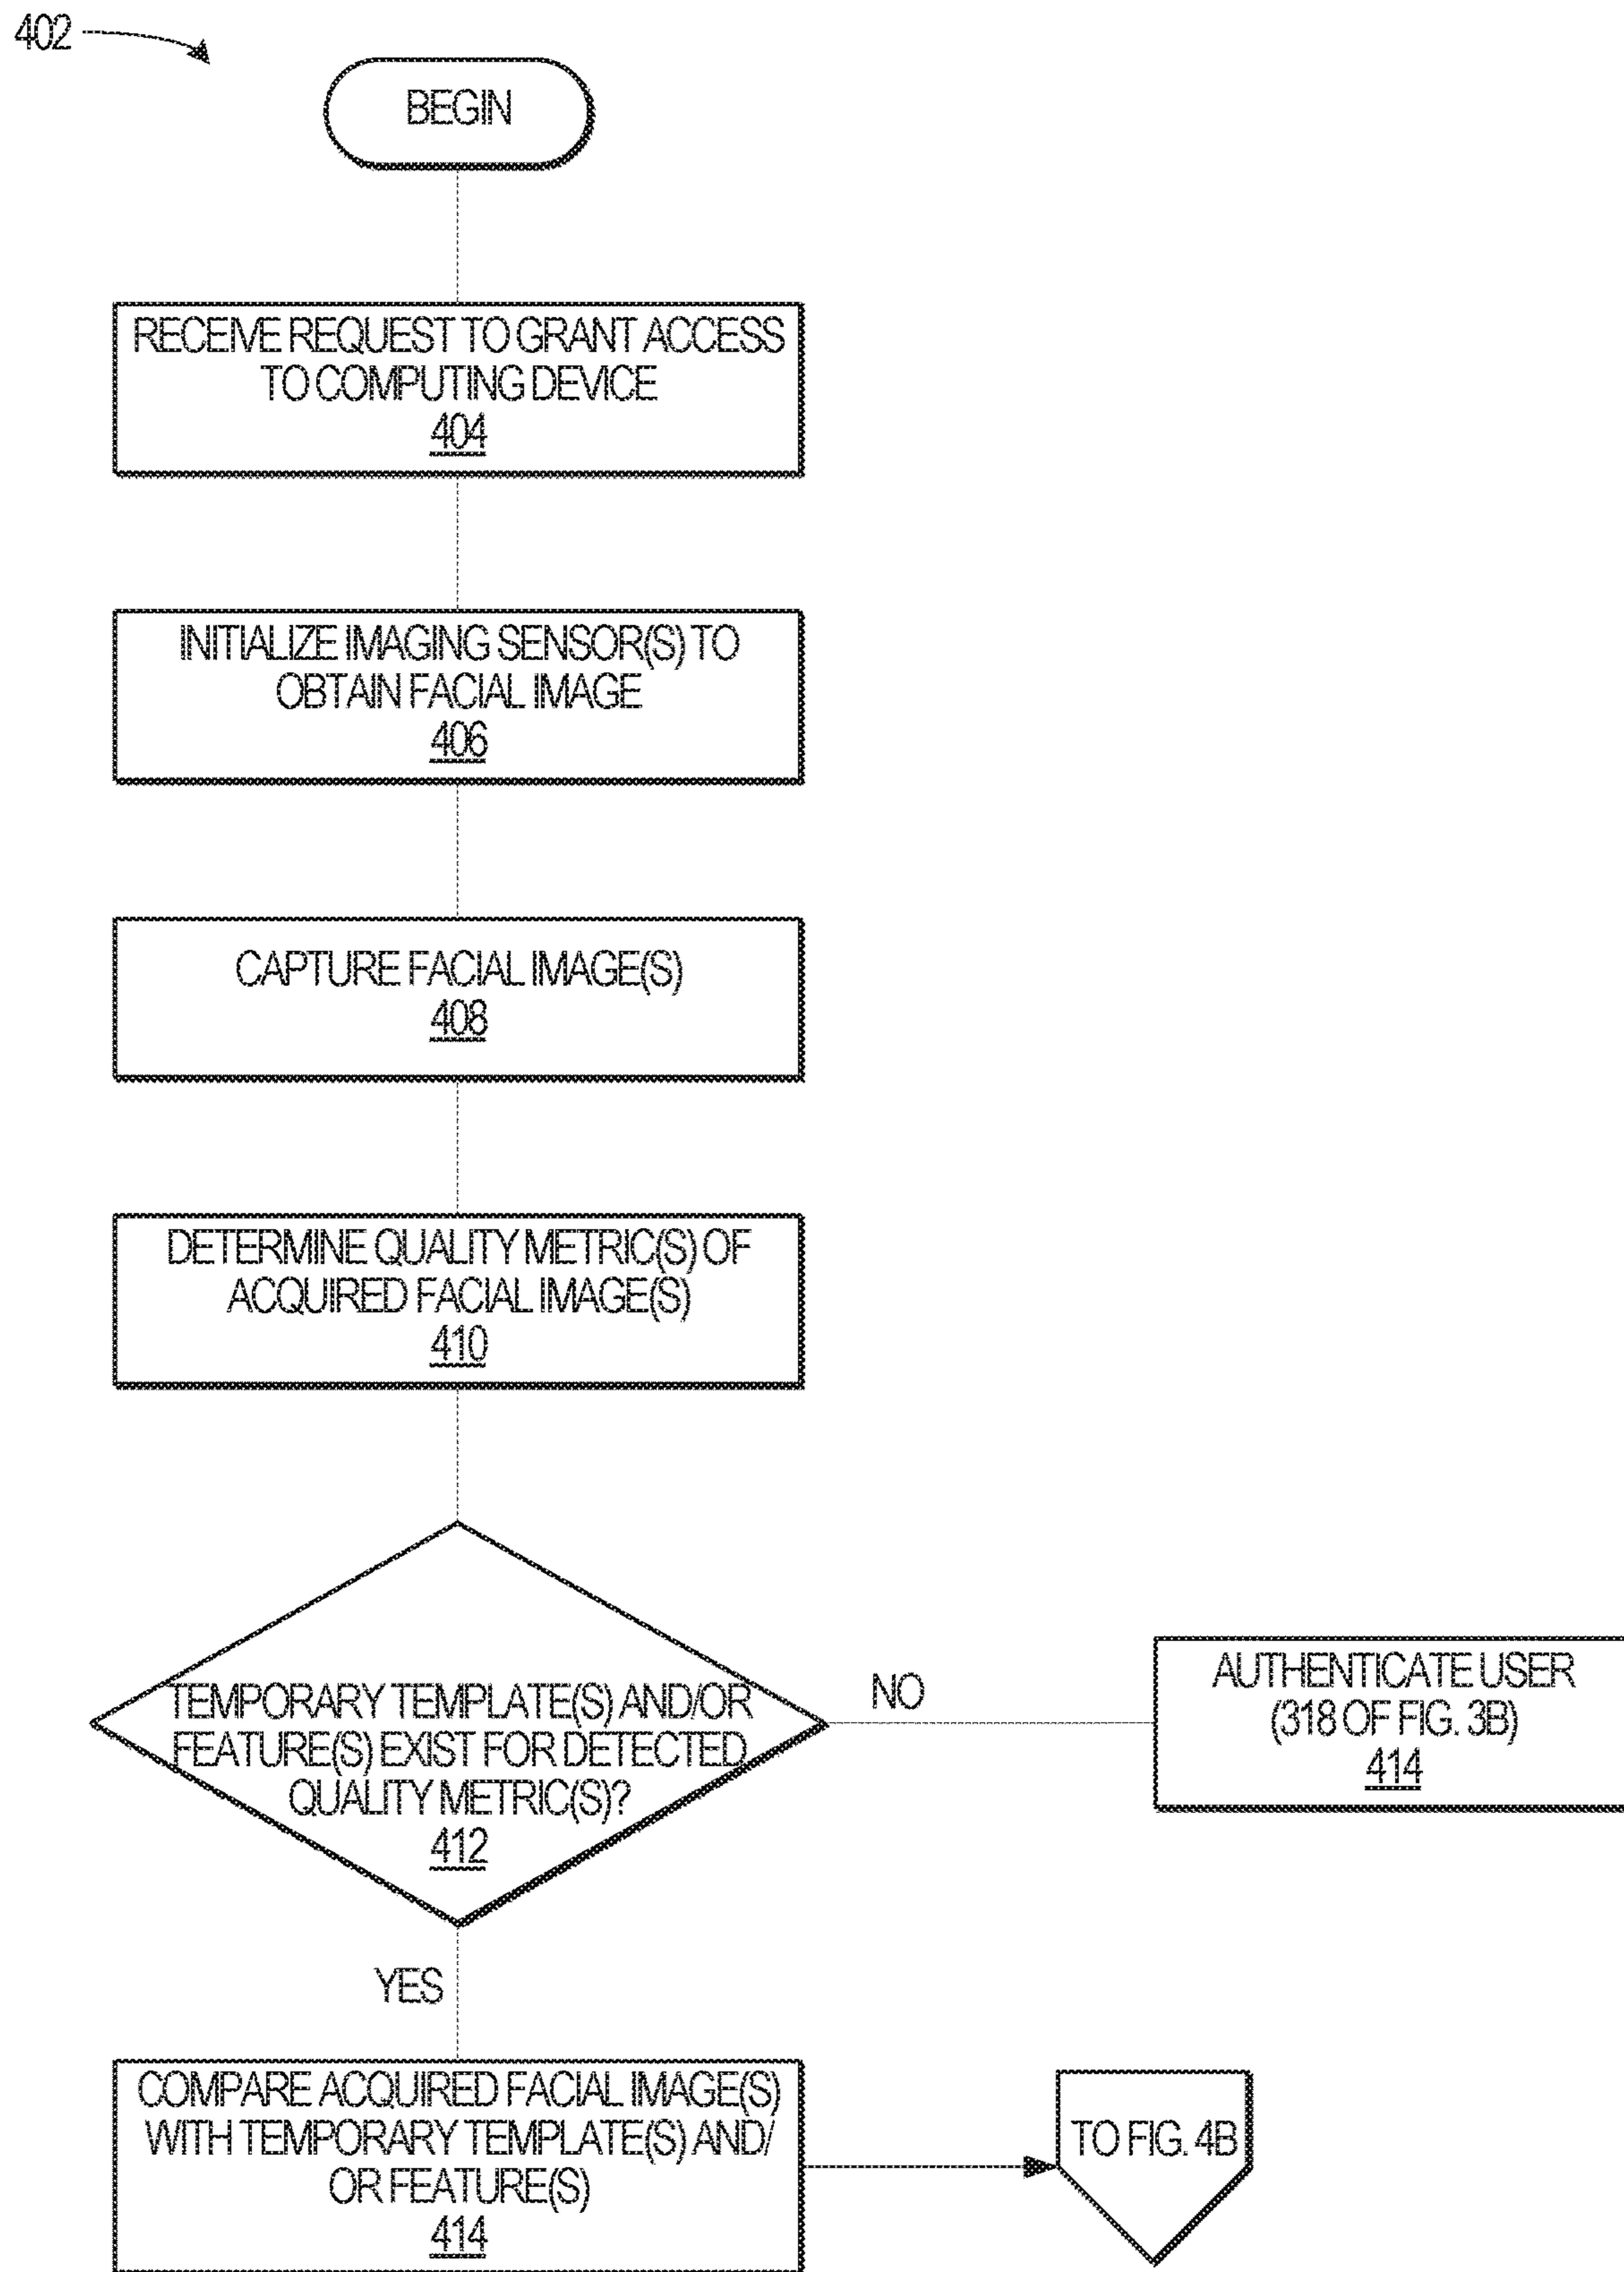 402
BEGIN
RECEIVE REQUEST TO GRANT ACCESS
TO COMPUTING DEVICE
404
INITIALIZE IMAGING SENSOR(S) TO
OBTAIN FACIAL IMAGE
406
CAPTURE FACIAL IMAGE(S)
408
DETERMINE QUALITY METRIC(S) OF
ACQUIRED FACIAL IMAGE(S)
410
TEMPORARY TEMPLATE(S) AND/OR
FEATURE(S) EXIST FOR DETECTED
QUALITY METRIC(S)?
412
NO
AUTHENTICATE USER
(318 OF FIG. 3B)
414
YES
COMPARE ACQUIRED FACIAL IMAGE(S)
WITH TEMPORARY TEMPLATE(S) AND/
OR FEATURE(S)
414
TO FIG. 4B